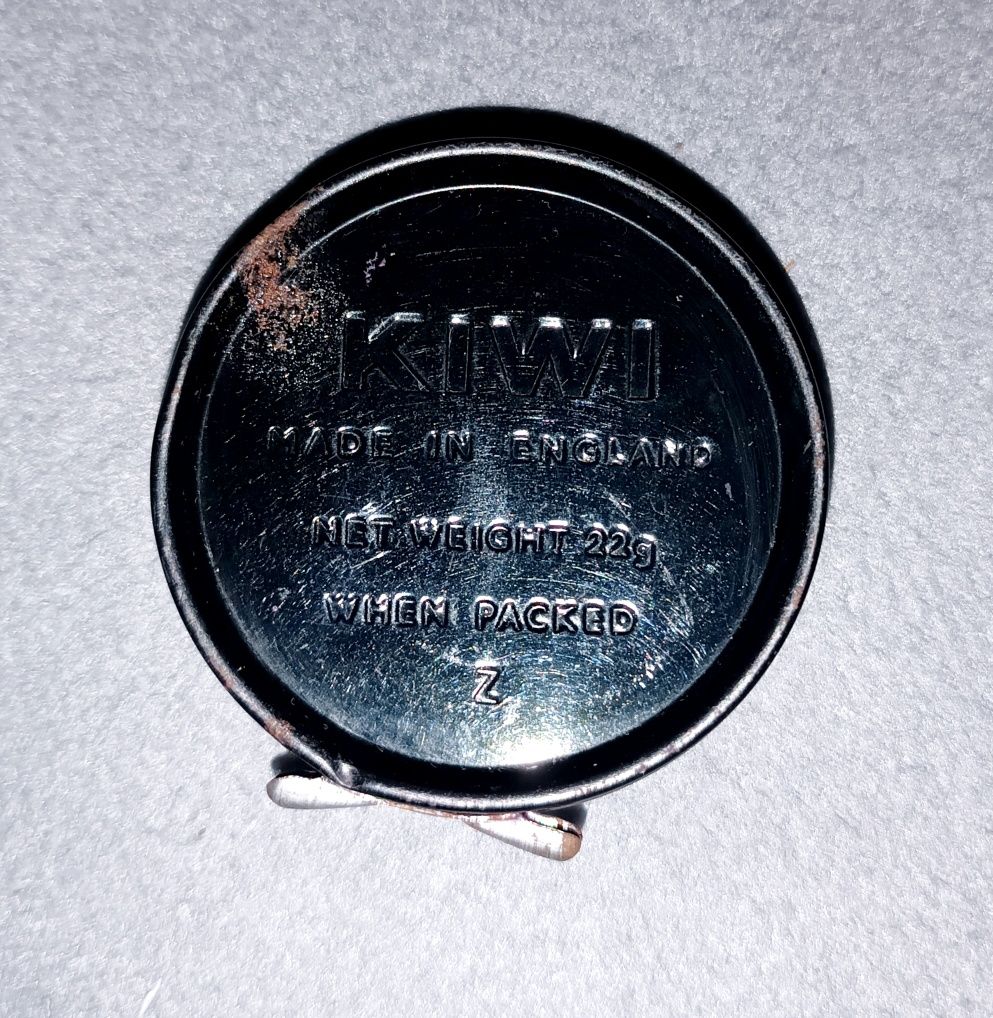 KIWI
MADE IN ENGLAND
NET WEIGHT 22g
WHEN PACKED
Z